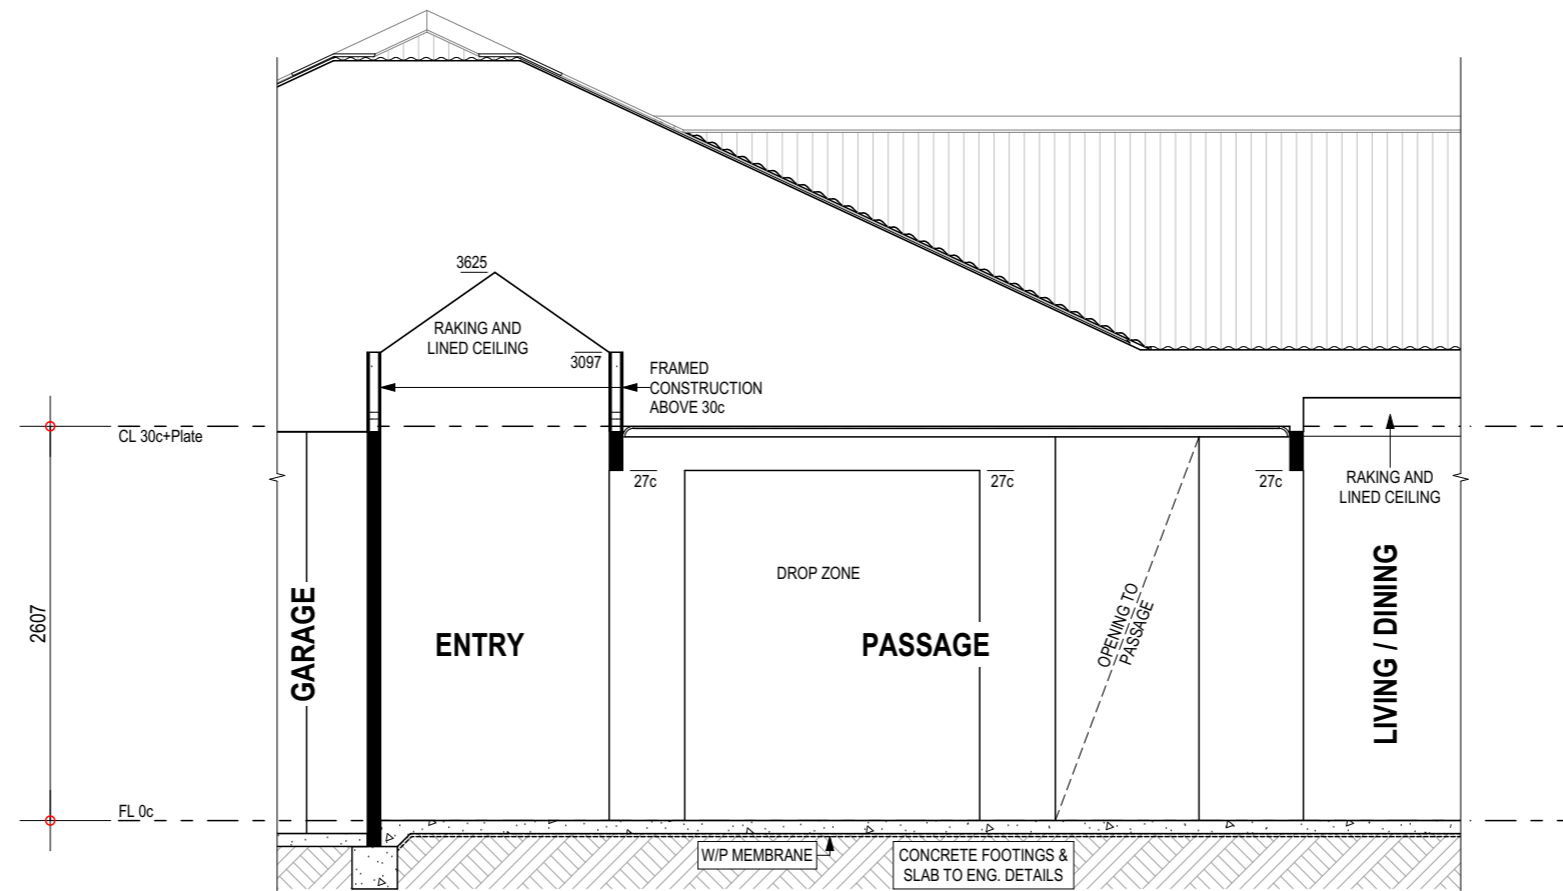 3625
RAKING AND
LINED CEILING
3097
FRAMED
CONSTRUCTION
ABOVE 30c
CL 30c+Plate
27c
27c
27c
RAKING AND
LINED CEILING
DROP ZONE
2607
GARAGE
ENTRY
PASSAGE
OPENING TO
PASSAGE
LIVING / DINING
FL 0c
W/P MEMBRANE
CONCRETE FOOTINGS &
SLAB TO ENG. DETAILS